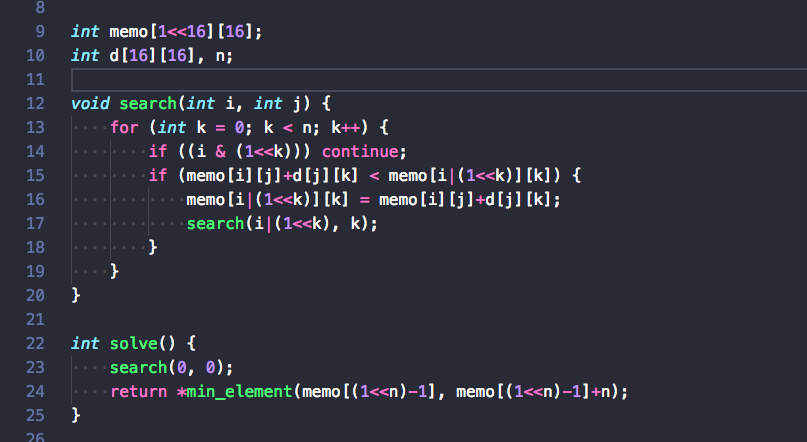 8
9 int memo[1<<16][16];
10 int d[16][16], n;
11
12 void search(int i, int j) {
13 ····for (int k = 0; k < n; k++) {
14 ········if ((i & (1<<k))) continue;
15 ········if (memo[i][j]+d[j][k] < memo[i|(1<<k)][k]) {
16 ············memo[i|(1<<k)][k] = memo[i][j]+d[j][k];
17 ············search(i|(1<<k), k);
18 ········}
19 ····}
20 }
21
22 int solve() {
23 ····search(0, 0);
24 ····return *min_element(memo[(1<<n)-1], memo[(1<<n)-1]+n);
25 }
26